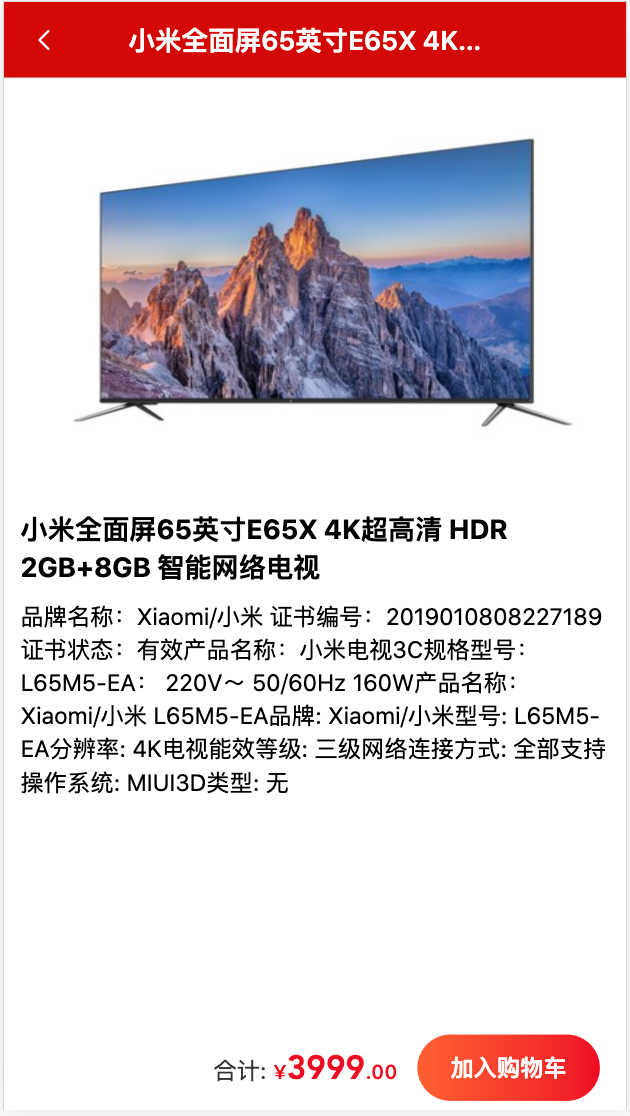 小米全面屏65英寸E65X 4K...
小米全面屏65英寸E65X 4K超高清 HDR
2GB+8GB 智能网络电视
品牌名称：Xiaomi/小米 证书编号：2019010808227189
证书状态：有效产品名称：小米电视3C规格型号：
L65M5-EA： 220V～ 50/60Hz 160W产品名称：
Xiaomi/小米 L65M5-EA品牌: Xiaomi/小米型号: L65M5-
EA分辨率: 4K电视能效等级: 三级网络连接方式: 全部支持
操作系统: MIUI3D类型: 无
合计: ¥3999.00
加入购物车